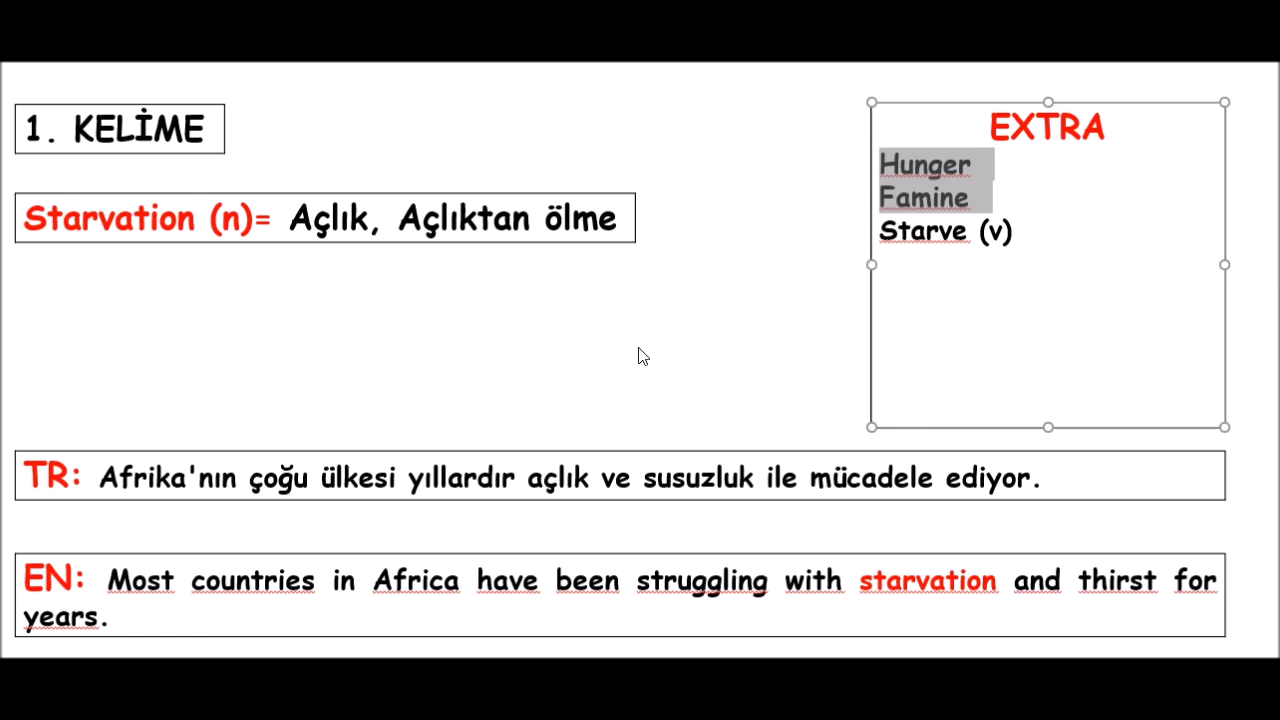 1. KELİME
Starvation (n)= Açlık, Açlıktan ölme
EXTRA
Hunger
Famine
Starve (v)
TR: Afrika'nın çoğu ülkesi yıllardır açlık ve susuzluk ile mücadele ediyor.
EN: Most countries in Africa have been struggling with starvation and thirst for
years.